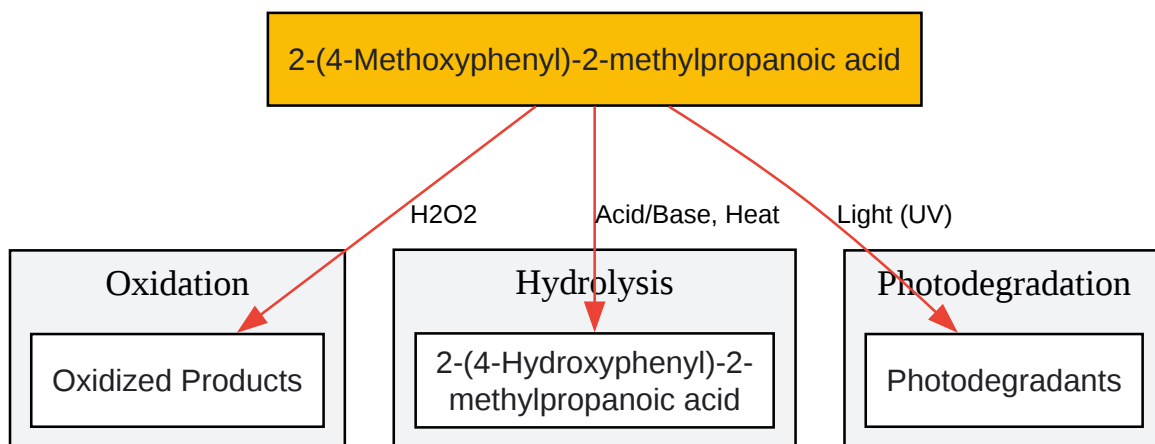 2-(4-Methoxyphenyl)-2-methylpropanoic acid
H2O2
Acid/Base, Heat
Light (UV)
Oxidation
Hydrolysis
Photodegradation
Oxidized Products
2-(4-Hydroxyphenyl)-2-
methylpropanoic acid
Photodegradants